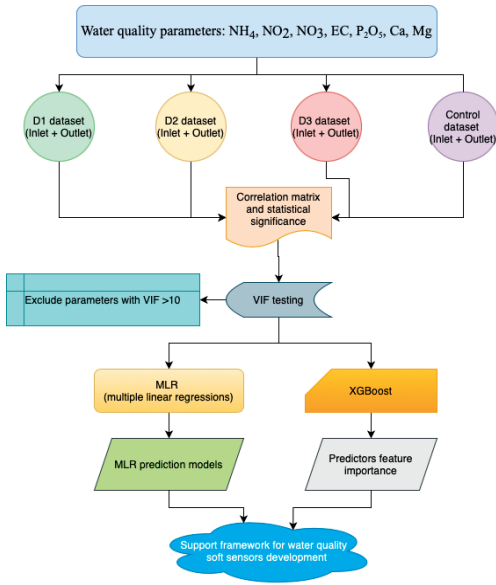 Water quality parameters: NH₄, NO₂, NO₃, EC, P₂O₅, Ca, Mg
D1 dataset
(Inlet + Outlet)
D2 dataset
(Inlet + Outlet)
D3 dataset
(Inlet + Outlet)
Control
dataset
(Inlet + Outlet)
Correlation matrix
and statistical
significance
Exclude parameters with VIF >10
VIF testing
MLR
(multiple linear regressions)
XGBoost
MLR prediction models
Predictors feature
importance
Support framework for water quality
soft sensors development